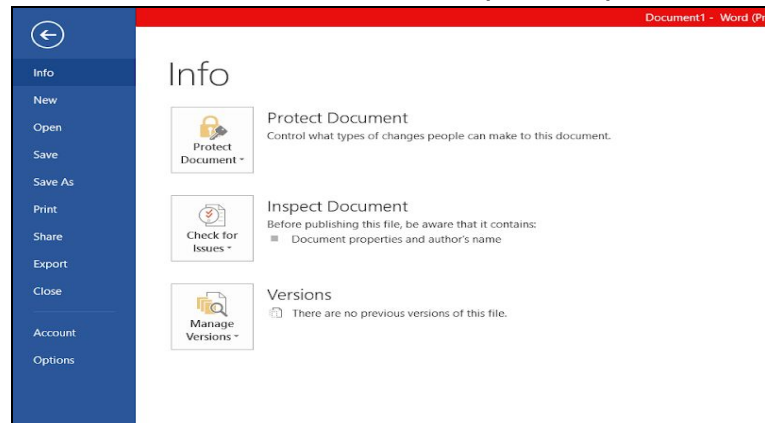 Document1 - Word (Pr
Info
New
Open
Save
Save As
Print
Share
Export
Close
Account
Options
Info
Protect
Document
Protect Document
Control what types of changes people can make to this document.
Check for
Issues
Inspect Document
Before publishing this file, be aware that it contains:
Document properties and author's name
Manage
Versions
Versions
There are no previous versions of this file.